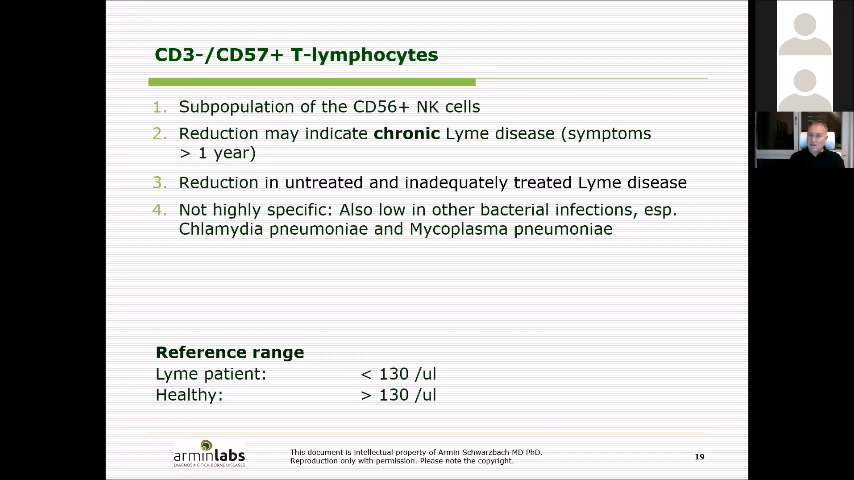 CD3-/CD57+ T-lymphocytes
1. Subpopulation of the CD56+ NK cells
2. Reduction may indicate chronic Lyme disease (symptoms
> 1 year)
3. Reduction in untreated and inadequately treated Lyme disease
4. Not highly specific: Also low in other bacterial infections, esp.
Chlamydia pneumoniae and Mycoplasma pneumoniae
Reference range
Lyme patient: < 130 /ul
Healthy: > 130 /ul
arminlabs
DIAGNOSING TICK-BORNE DISEASES
This document is intellectual property of Armin Schwarzbach MD PhD.
Reproduction only with permission. Please note the copyright.
19